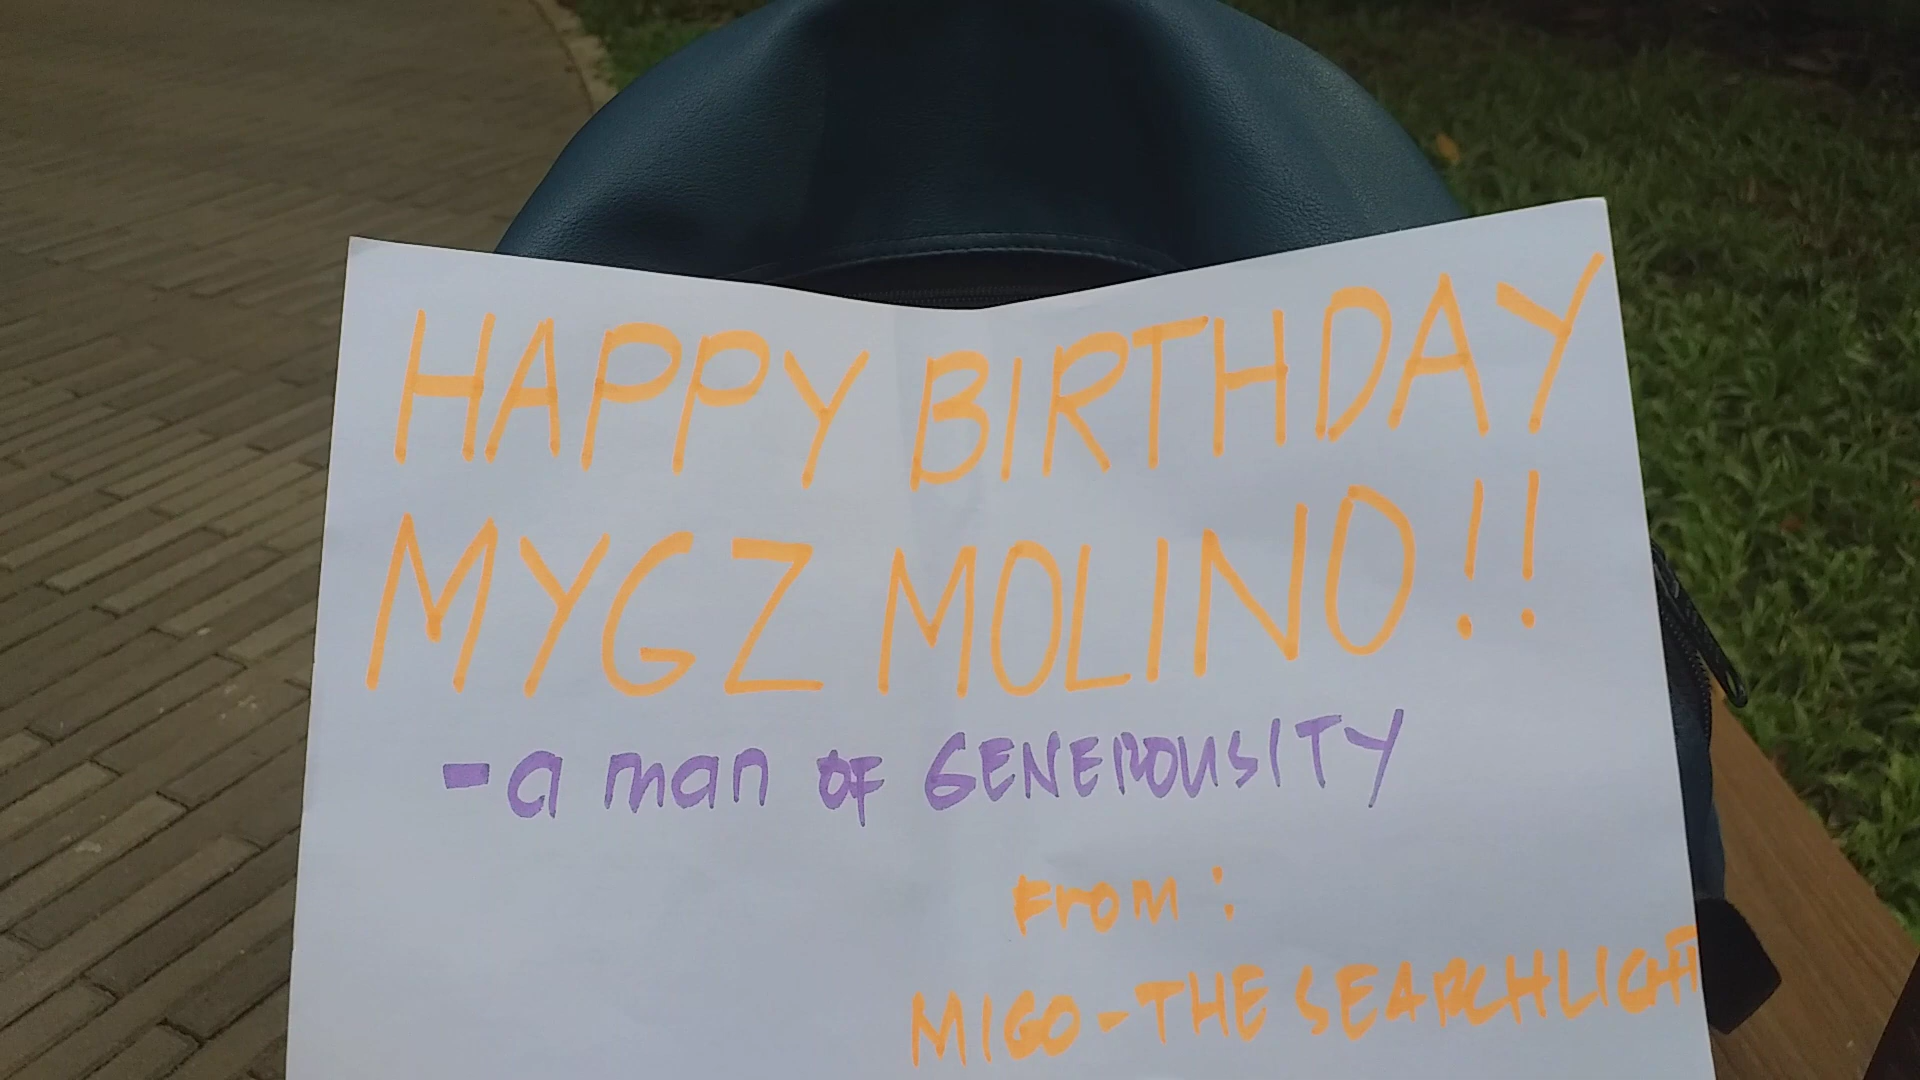 HAPPY BIRTHDAY
MYGZ MOLINO!!
-a man OF GENEROUSITY
From:
MIGO-THE SEARCHLIGHT